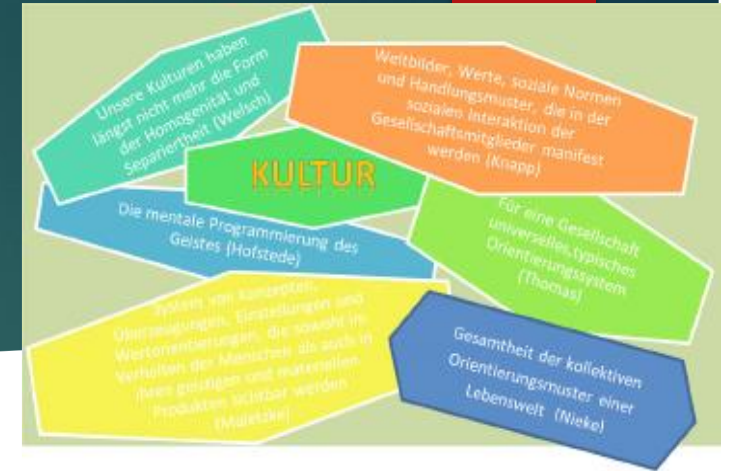 Unsere Kulturen haben
längst nicht mehr die Form
der Homogenität und
Separiertheit (Welsch)
Weltbilder, Werte, soziale Normen
und Handlungsmuster, die in der
sozialen Interaktion der
Gesellschaftsmitglieder manifest
werden (Knapp)
KULTUR
Die mentale Programmierung des
Geistes (Hofstede)
Für eine Gesellschaft
universelles,typisches
Orientierungssystem
(Thomas)
System von Konzepten,
Überzeugungen, Einstellungen und
Wertorientierungen, die sowohl im
Verhalten der Menschen als auch in
ihren geistigen und materiellen
Produkten sichtbar werden
(Maletzke)
Gesamtheit der kollektiven
Orientierungsmuster einer
Lebenswelt (Nieke)